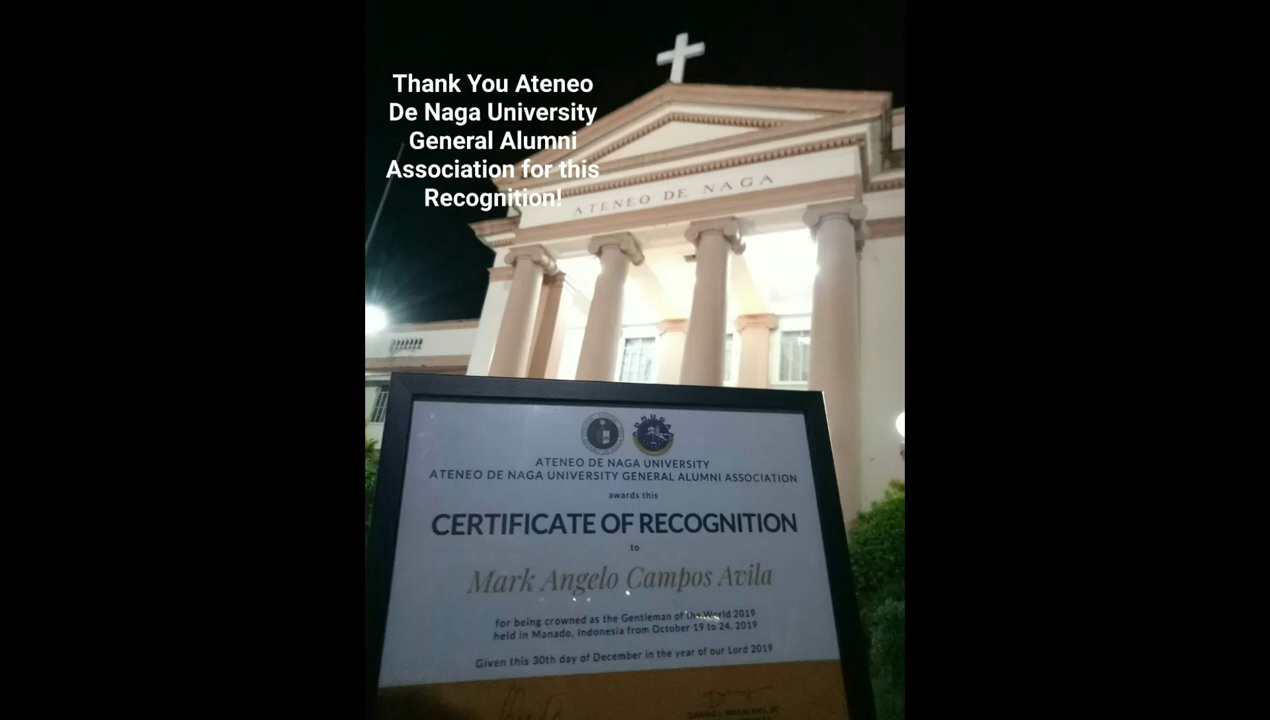 Thank You Ateneo
De Naga University
General Alumni
Association for this
Recognition!
ATENEO DE NAGA
ATENEO DE NAGA UNIVERSITY
ATENEO DE NAGA UNIVERSITY GENERAL ALUMNI ASSOCIATION
awards this
CERTIFICATE OF RECOGNITION
to
Mark Angelo Campos Avila
for being crowned as the Gentleman of the World 2019
held in Manado, Indonesia from October 19 to 24, 2019
Given this 30th day of December in the year of our Lord 2019